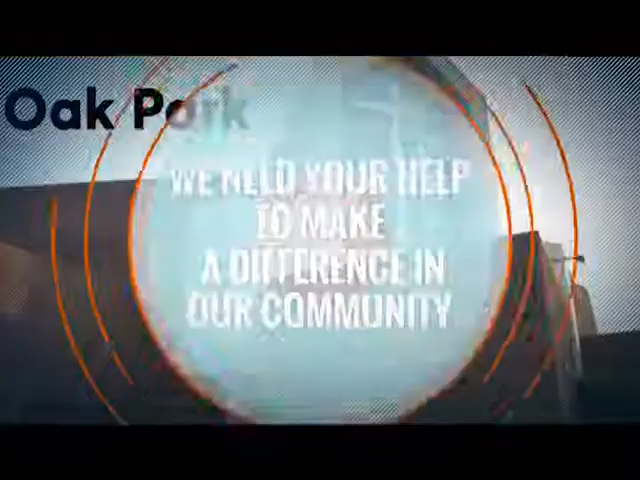 Oak Park
WE NEED YOUR HELP
TO MAKE
A DIFFERENCE IN
OUR COMMUNITY